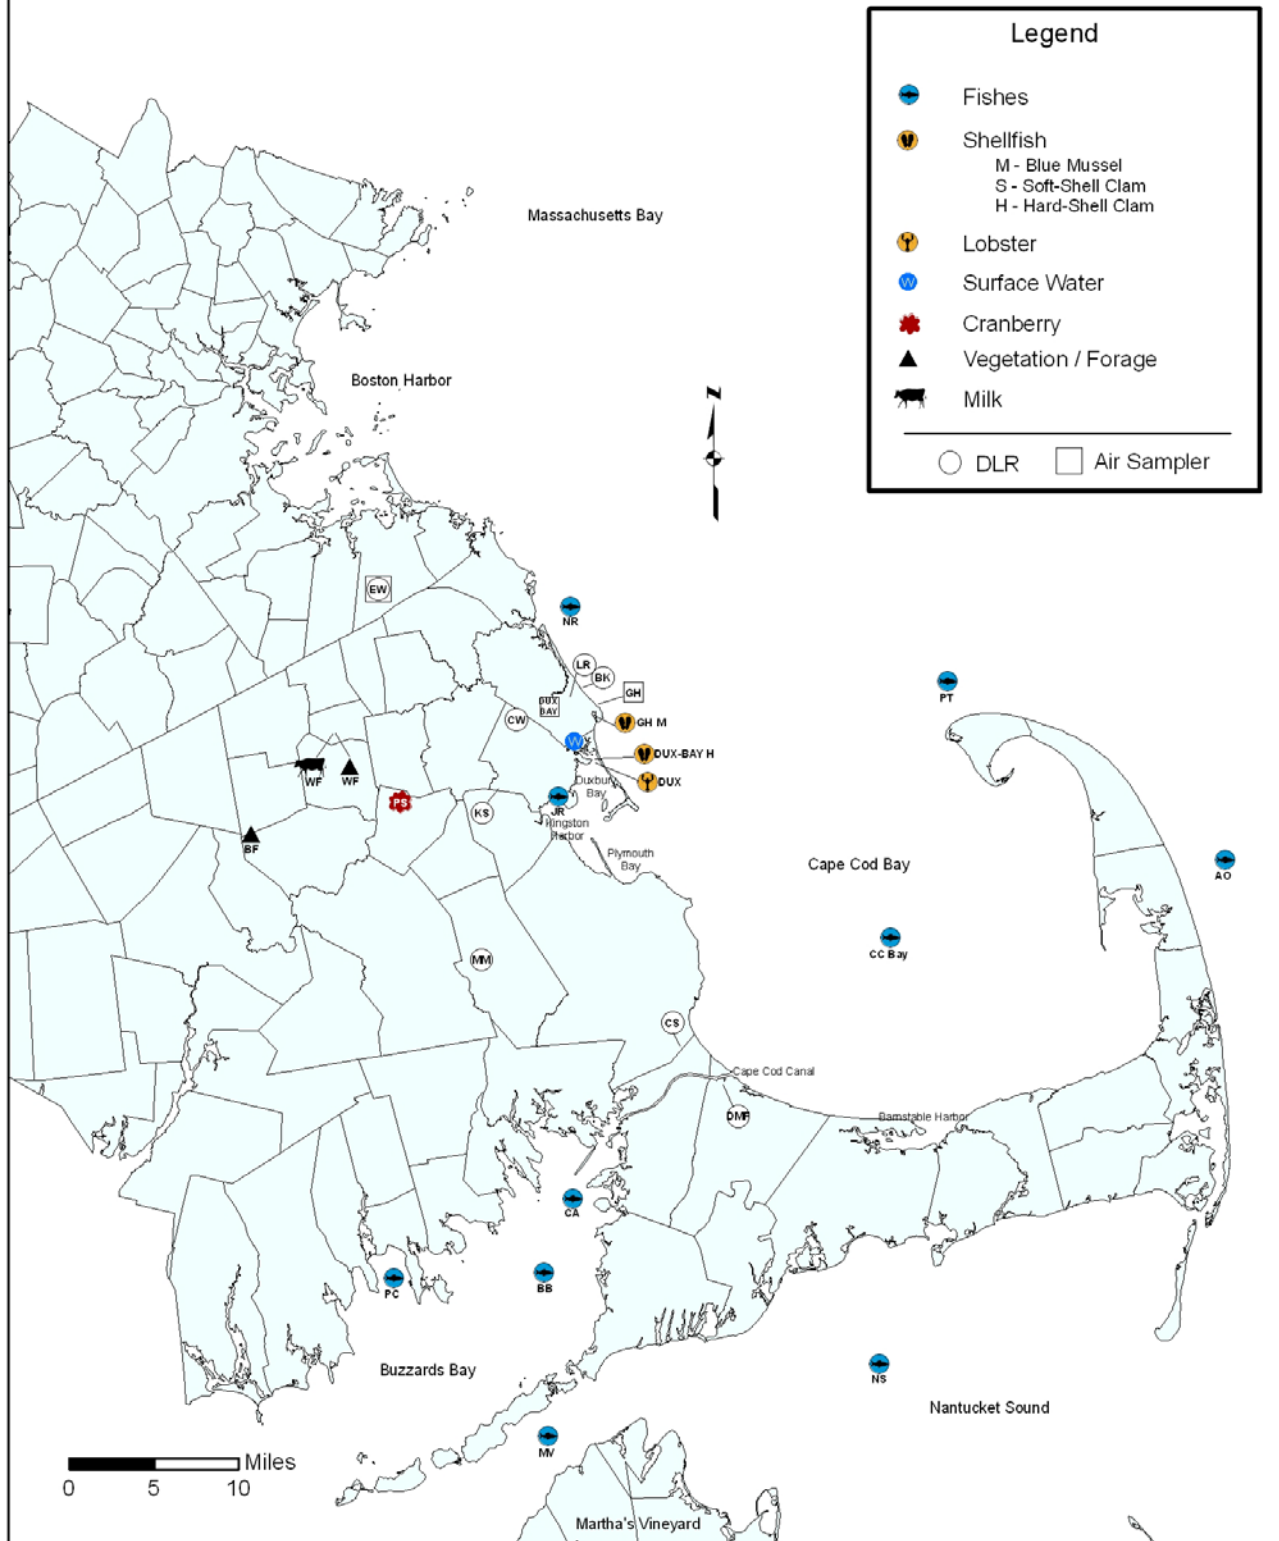 Legend
Fishes
Shellfish
M - Blue Mussel
S - Soft-Shell Clam
H - Hard-Shell Clam
Lobster
W
Surface Water
Cranberry
Vegetation / Forage
Milk
DLR
Air Sampler
Massachusetts Bay
Boston Harbor
N
EW
NR
LR
BK
GH
PT
DUX
BAY
CW
GH M
W
DUX-BAY H
WF
WF
DUX
Duxbury
Bay
PS
KS
JR
Kingston
Harbor
BF
Plymouth
Bay
Cape Cod Bay
AO
CC Bay
MM
CS
Cape Cod Canal
DMF
Barnstable Harbor
CA
PC
BB
Buzzards Bay
NS
Nantucket Sound
MV
Miles
0 5 10
Martha's Vineyard